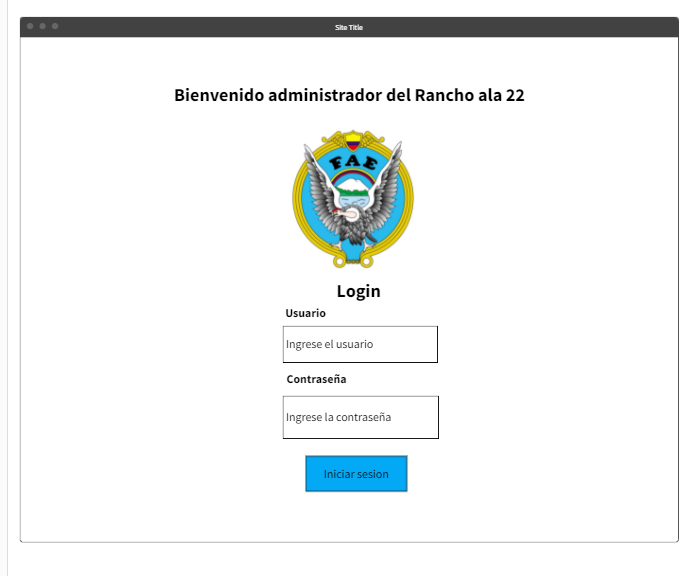 Site Title
Bienvenido administrador del Rancho ala 22
FAE
Login
Usuario
Ingrese el usuario
Contraseña
Ingrese la contraseña
Iniciar sesion